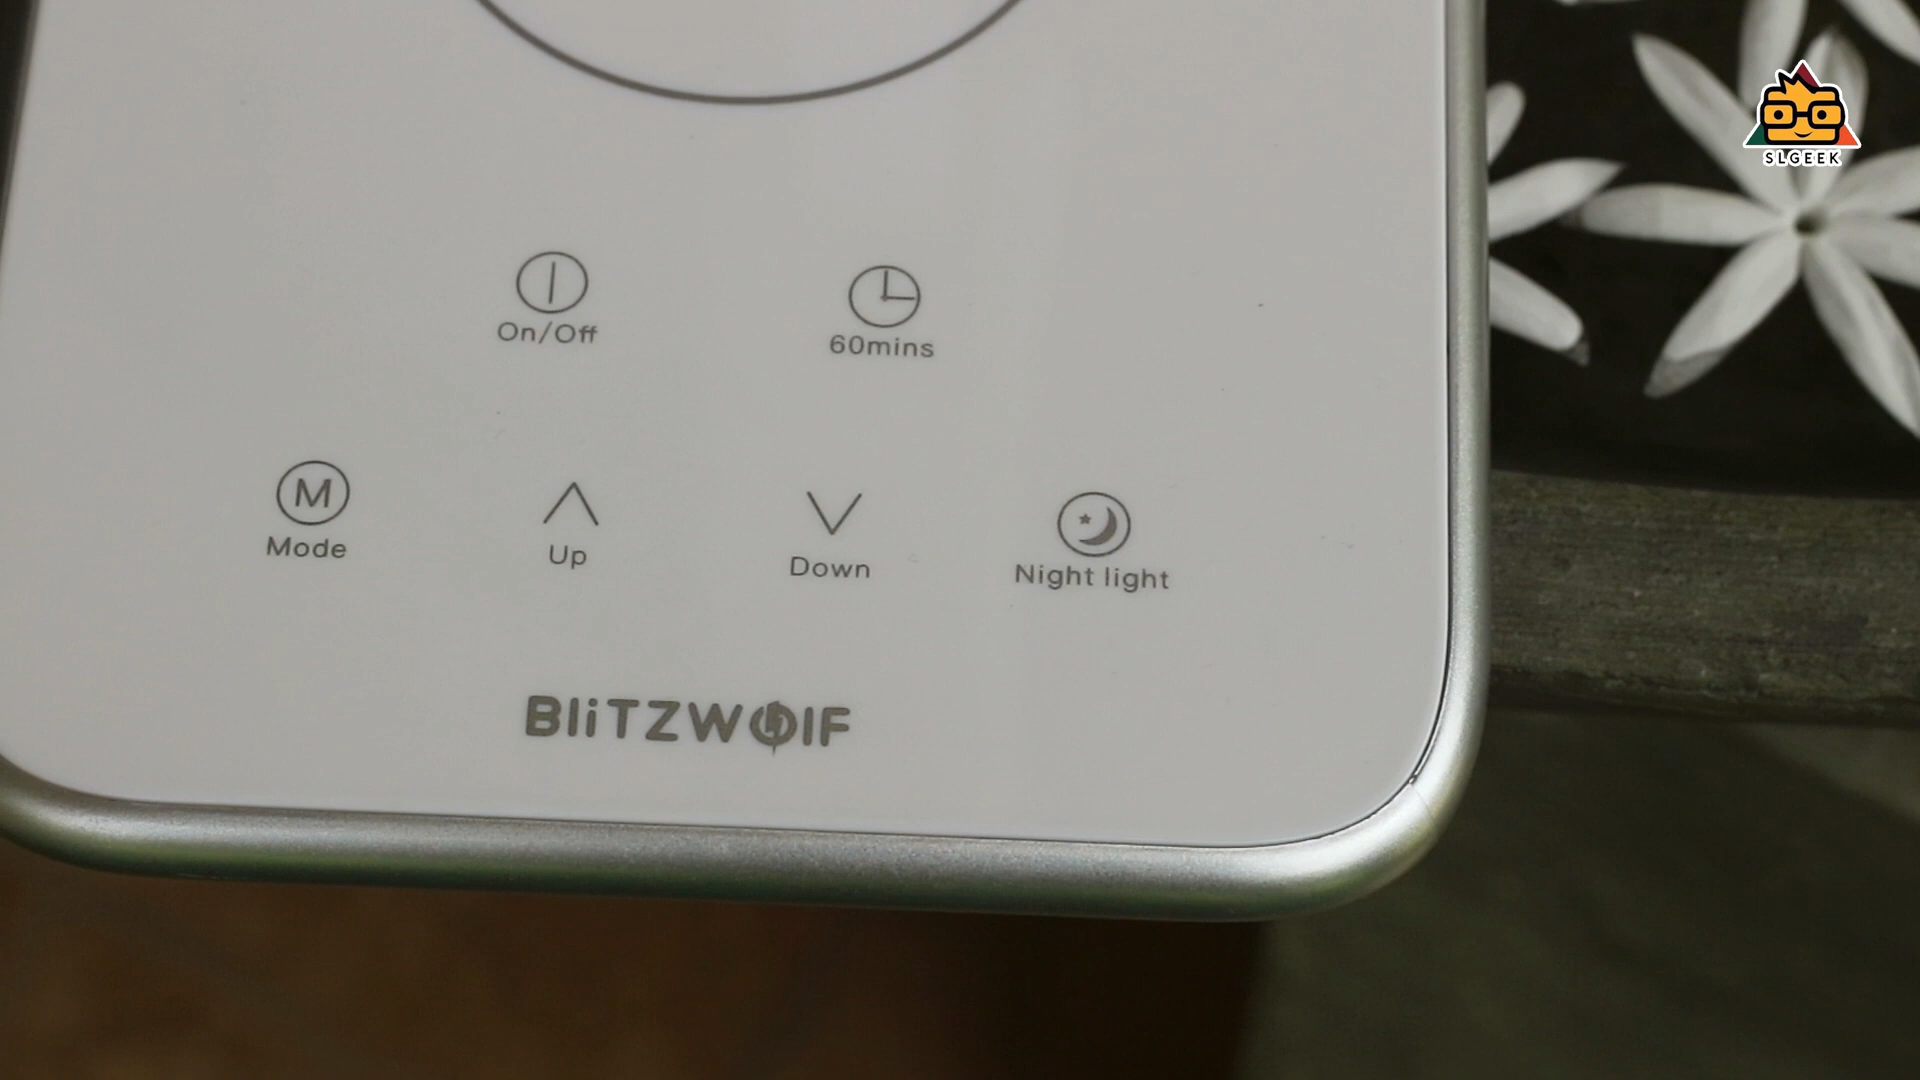 SLGEEK
On/Off
60mins
M
Mode
Up
Down
Night light
BLiTZWOLF